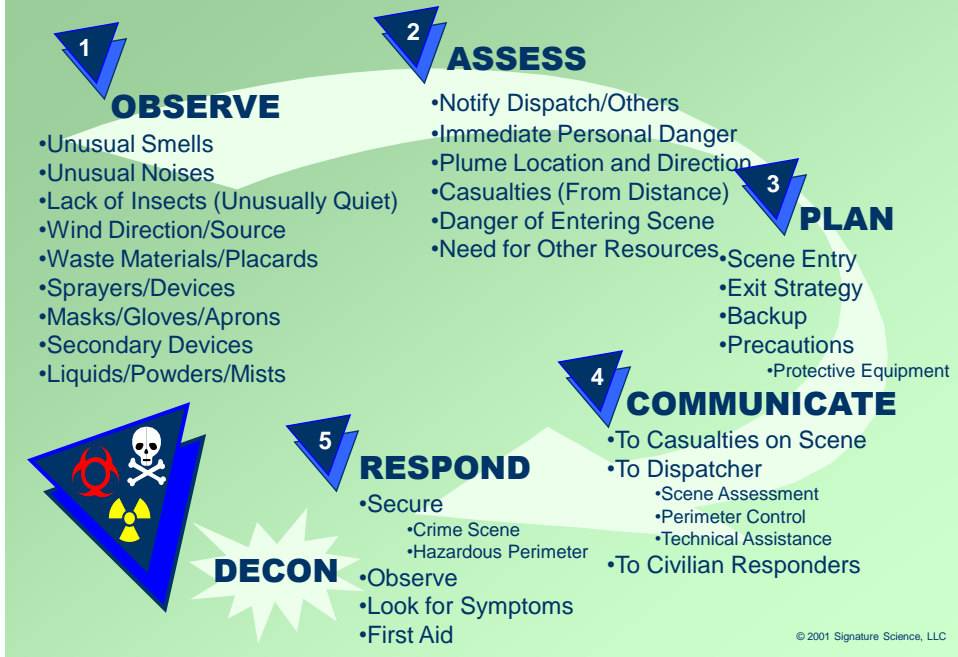 1
OBSERVE
•Unusual Smells
•Unusual Noises
•Lack of Insects (Unusually Quiet)
•Wind Direction/Source
•Waste Materials/Placards
•Sprayers/Devices
•Masks/Gloves/Aprons
•Secondary Devices
•Liquids/Powders/Mists
2
ASSESS
•Notify Dispatch/Others
•Immediate Personal Danger
•Plume Location and Direction
•Casualties (From Distance)
•Danger of Entering Scene
•Need for Other Resources
3
PLAN
•Scene Entry
•Exit Strategy
•Backup
•Precautions
•Protective Equipment
4
COMMUNICATE
•To Casualties on Scene
•To Dispatcher
•Scene Assessment
•Perimeter Control
•Technical Assistance
•To Civilian Responders
5
RESPOND
•Secure
•Crime Scene
•Hazardous Perimeter
•Observe
•Look for Symptoms
•First Aid
DECON
© 2001 Signature Science, LLC